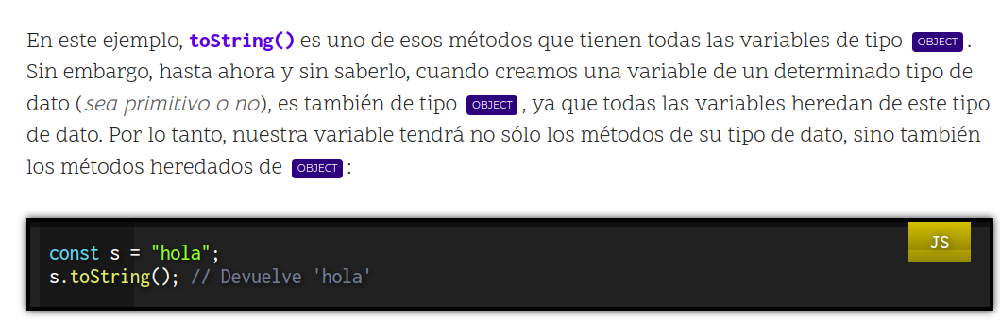 En este ejemplo, toString() es uno de esos métodos que tienen todas las variables de tipo OBJECT.
Sin embargo, hasta ahora y sin saberlo, cuando creamos una variable de un determinado tipo de
dato (sea primitivo o no), es también de tipo OBJECT, ya que todas las variables heredan de este tipo
de dato. Por lo tanto, nuestra variable tendrá no sólo los métodos de su tipo de dato, sino también
los métodos heredados de OBJECT:
JS
const s = "hola";
s.toString(); // Devuelve 'hola'